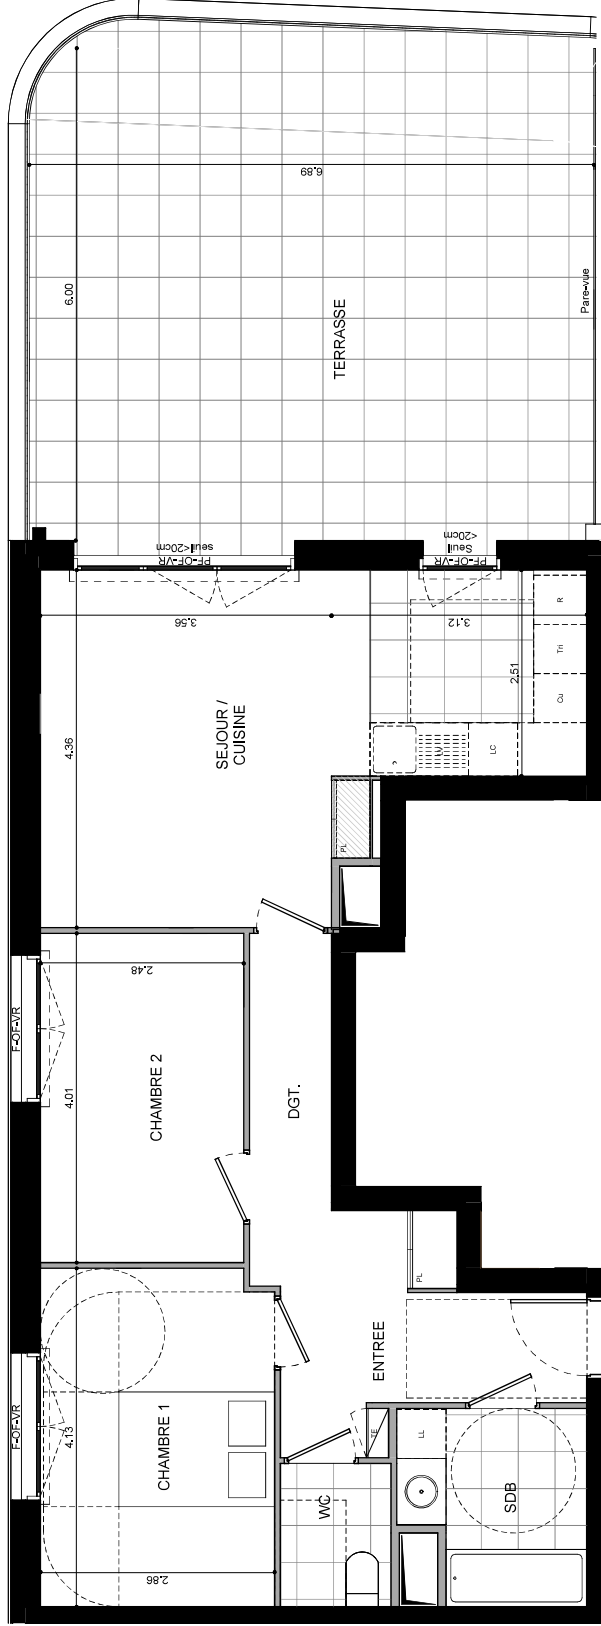 6.89
6.00
Pare-vue
TERRASSE
seuil<20cm
PF-OF-VR
Seuil
<20cm
PF-OF-VR
3.56
3.12
R
Tri
Cu
2.51
4.36
SEJOUR /
CUISINE
LV
LC
PL
F-OF-VR
2.48
4.01
CHAMBRE 2
DGT.
PL
ENTREE
F-OF-VR
4.13
CHAMBRE 1
TE
LL
WC
SDB
2.86